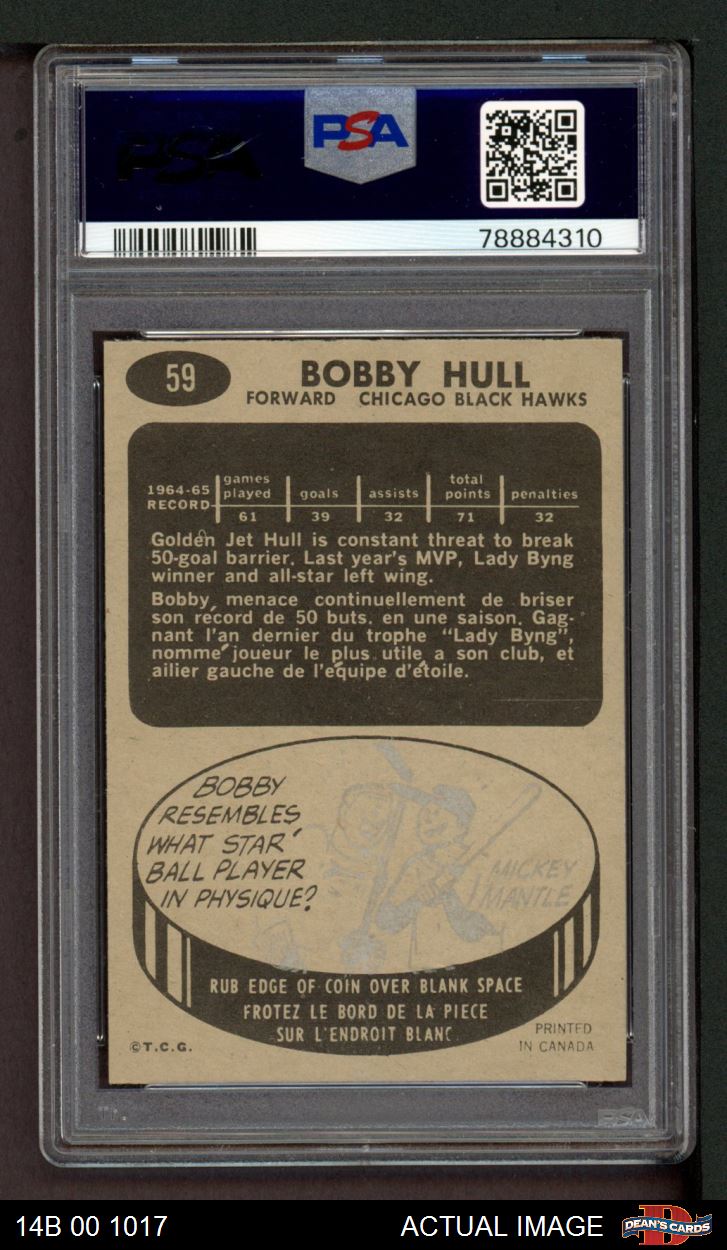 PSA
PSA
78884310
59
BOBBY HULL
FORWARD CHICAGO BLACK HAWKS
1964-65 RECORD games played goals assists total points penalties
61 39 32 71 32
Golden Jet Hull is constant threat to break
50-goal barrier. Last year's MVP, Lady Byng
winner and all-star left wing.
Bobby, menace continuellement de briser
son record de 50 buts. en une saison. Gag-
nant l'an dernier du trophe "Lady Byng",
nomme joueur le plus utile a son club, et
ailier gauche de l'equipe d'etoile.
BOBBY
RESEMBLES
WHAT STAR
BALL PLAYER
IN PHYSIQUE?
MICKEY
MANTLE
RUB EDGE OF COIN OVER BLANK SPACE
FROTEZ LE BORD DE LA PIECE
SUR L'ENDROIT BLANC
©T.C.G.
PRINTED
IN CANADA
PSA
14B 00 1017
ACTUAL IMAGE
DEAN'S CARDS